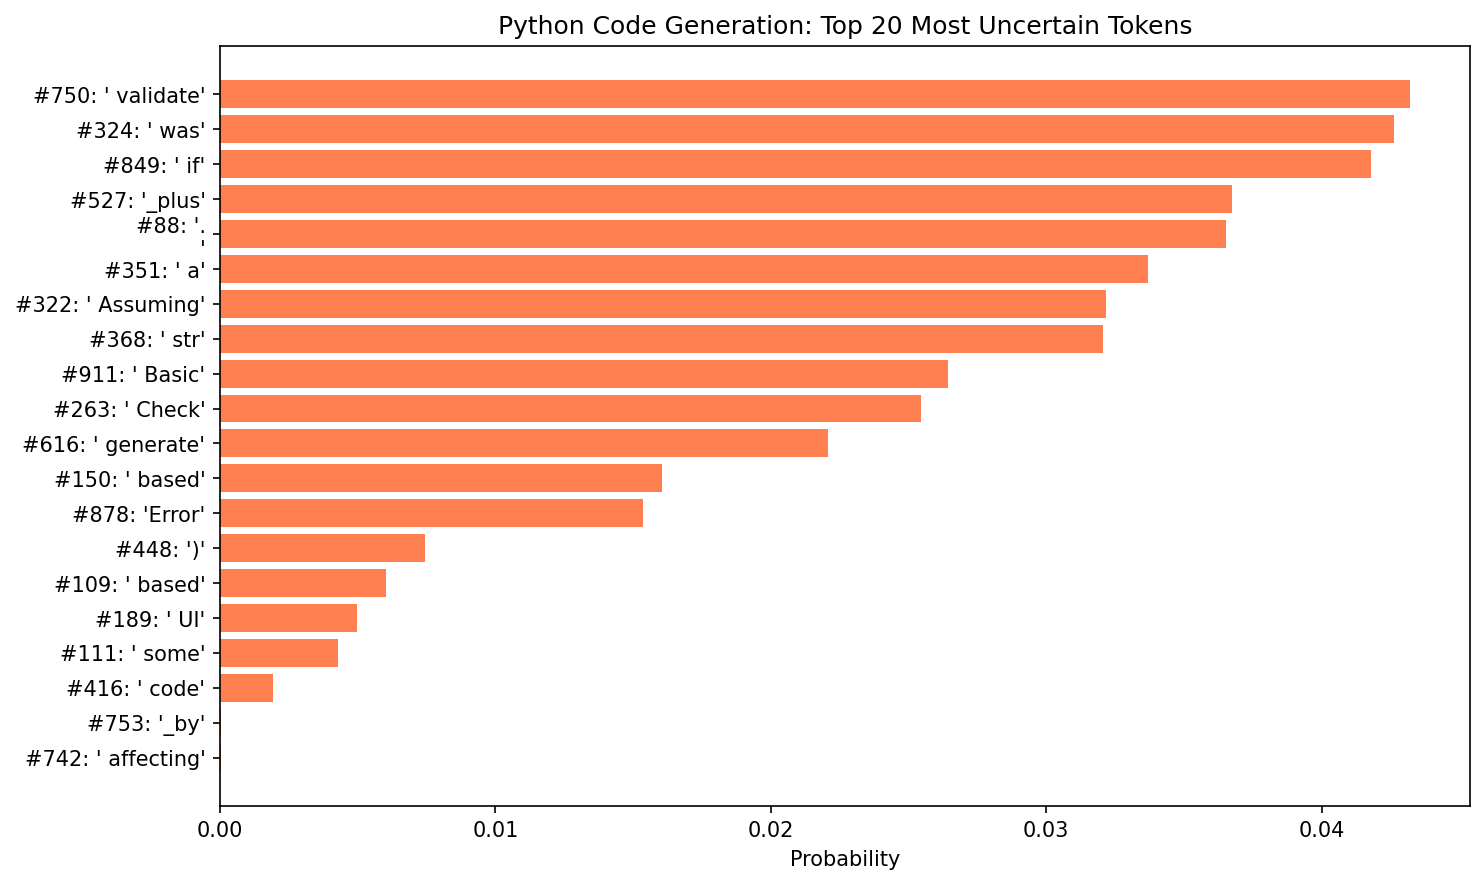 Python Code Generation: Top 20 Most Uncertain Tokens
#750: ' validate'
#324: ' was'
#849: ' if'
#527: '_plus'
#88: '.
'
#351: ' a'
#322: ' Assuming'
#368: ' str'
#911: ' Basic'
#263: ' Check'
#616: ' generate'
#150: ' based'
#878: 'Error'
#448: ')'
#109: ' based'
#189: ' UI'
#111: ' some'
#416: ' code'
#753: '_by'
#742: ' affecting'
0.00 0.01 0.02 0.03 0.04
Probability